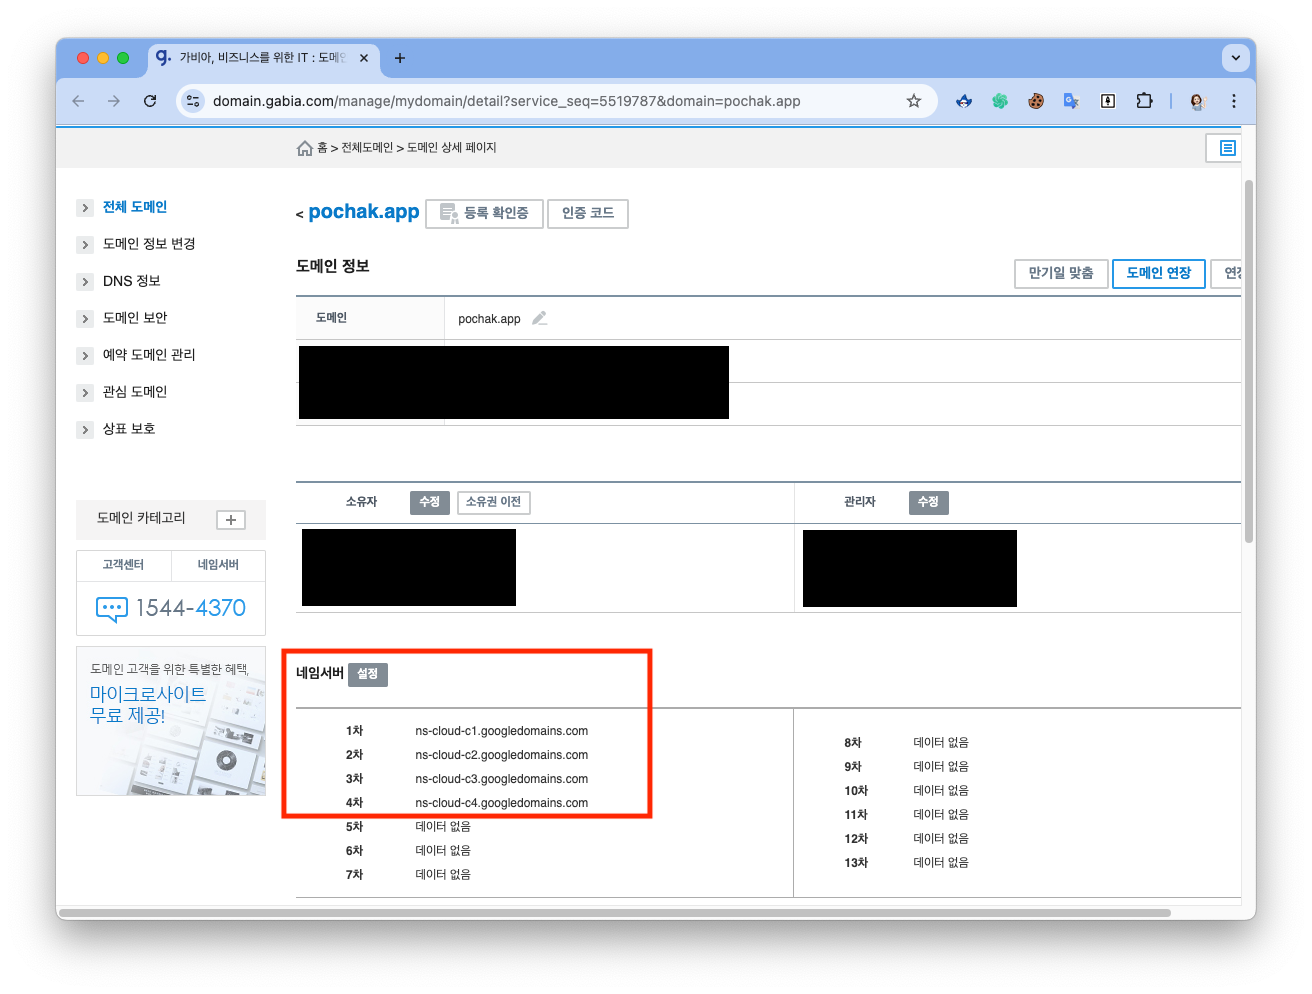 가비아, 비즈니스를 위한 IT : 도메인
domain.gabia.com/manage/mydomain/detail?service_seq=5519787&domain=pochak.app
홈 > 전체도메인 > 도메인 상세 페이지
전체 도메인
도메인 정보 변경
DNS 정보
도메인 보안
예약 도메인 관리
관심 도메인
상표 보호
도메인 카테고리
고객센터 네임서버
1544-4370
도메인 고객을 위한 특별한 혜택,
마이크로사이트
무료 제공!
< pochak.app 등록 확인증 인증 코드
도메인 정보
만기일 맞춤 도메인 연장
도메인 pochak.app
소유자 수정 소유권 이전
관리자 수정
네임서버 설정
1차 ns-cloud-c1.googledomains.com
2차 ns-cloud-c2.googledomains.com
3차 ns-cloud-c3.googledomains.com
4차 ns-cloud-c4.googledomains.com
5차 데이터 없음
6차 데이터 없음
7차 데이터 없음
8차 데이터 없음
9차 데이터 없음
10차 데이터 없음
11차 데이터 없음
12차 데이터 없음
13차 데이터 없음